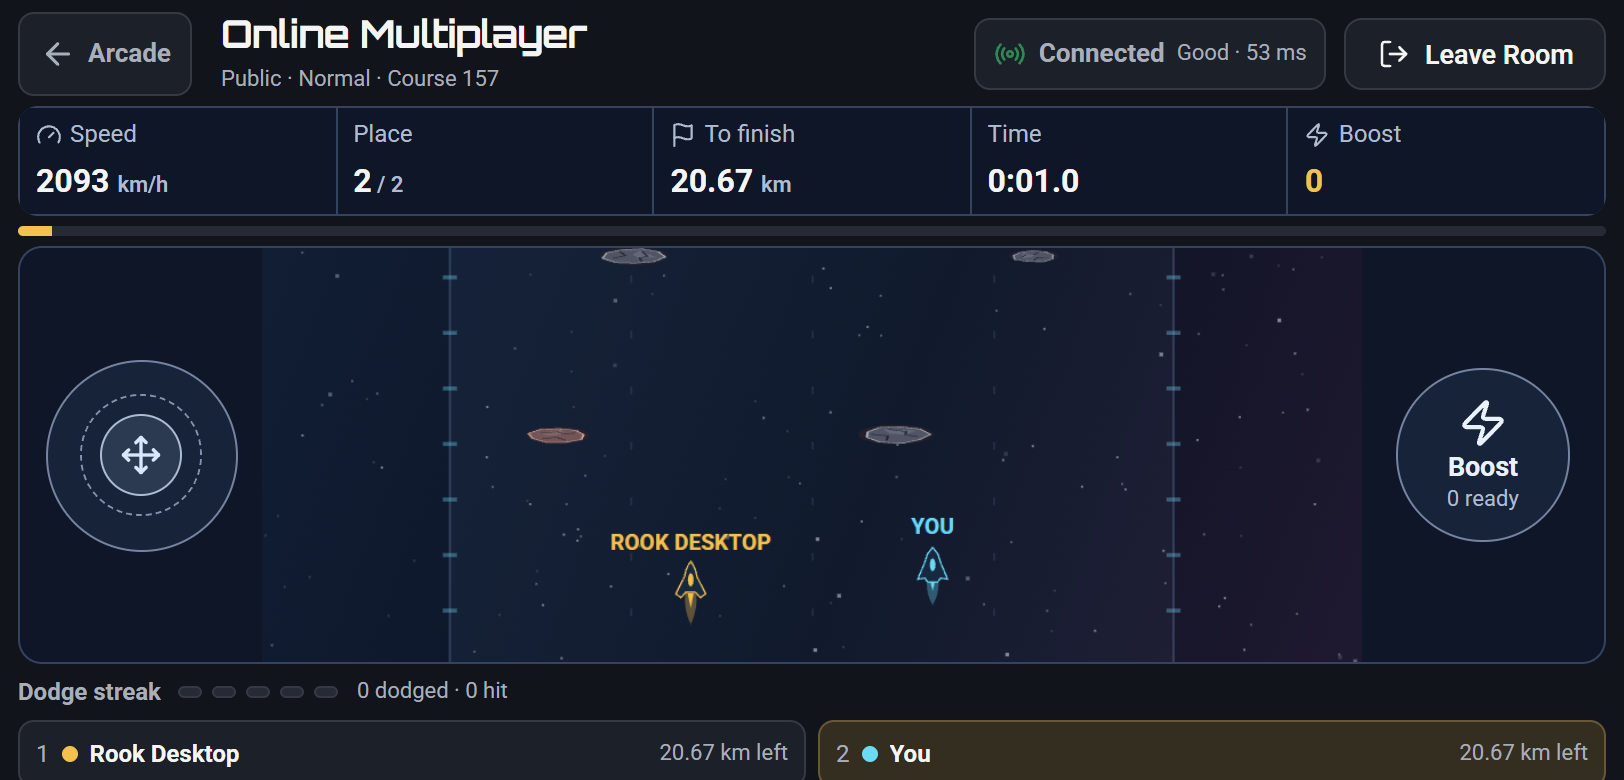 Arcade
Online Multiplayer
Public · Normal · Course 157
Connected Good · 53 ms
Leave Room
Speed
2093 km/h
Place
2 / 2
To finish
20.67 km
Time
0:01.0
Boost
0
ROOK DESKTOP
YOU
Boost
0 ready
Dodge streak 0 dodged · 0 hit
1 Rook Desktop 20.67 km left
2 You 20.67 km left